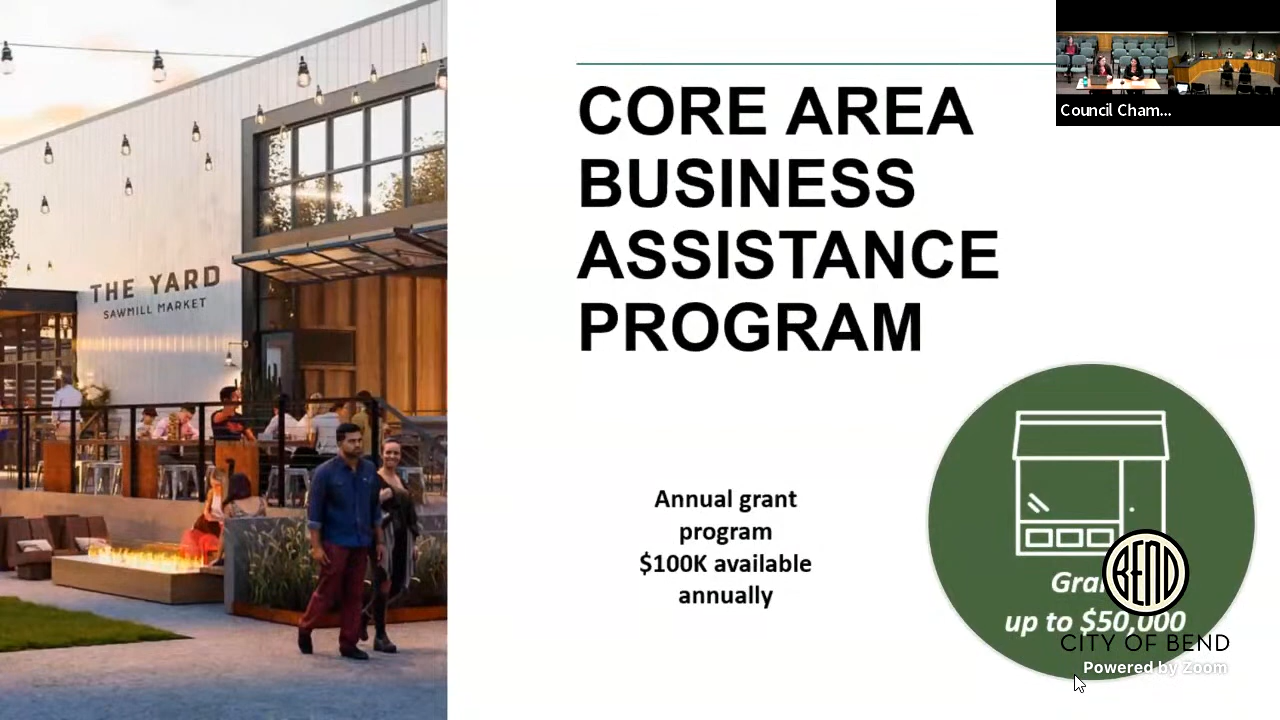 CORE AREA
BUSINESS
ASSISTANCE
PROGRAM
Council Cham...
THE YARD
SAWMILL MARKET
Annual grant
program
$100K available
annually
up to $50,000
BEND
CITY OF BEND
Powered by Zoom